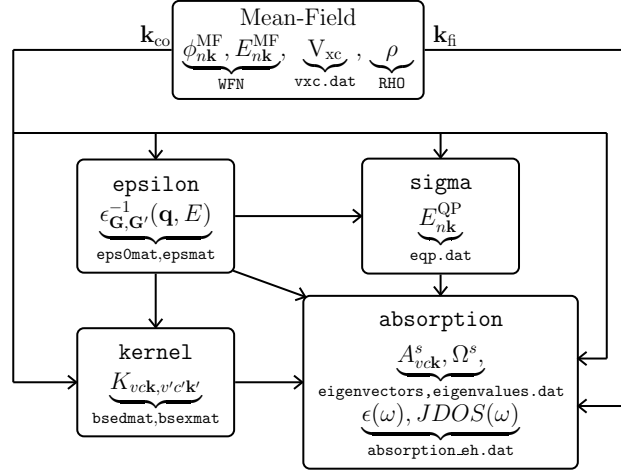 Mean-Field
k_co
ϕ^MF_nk, E^MF_nk, V_xc, ρ
k_fi
WFN vxc.dat RHO
epsilon
ϵ^-1_G,G′(q, E)
eps0mat,epsmat
sigma
E^QP_nk
eqp.dat
kernel
K_vck,v′c′k′
bsedmat,bsexmat
absorption
A^s_vck, Ω^s,
eigenvectors,eigenvalues.dat
ϵ(ω), JDOS(ω)
absorption_eh.dat